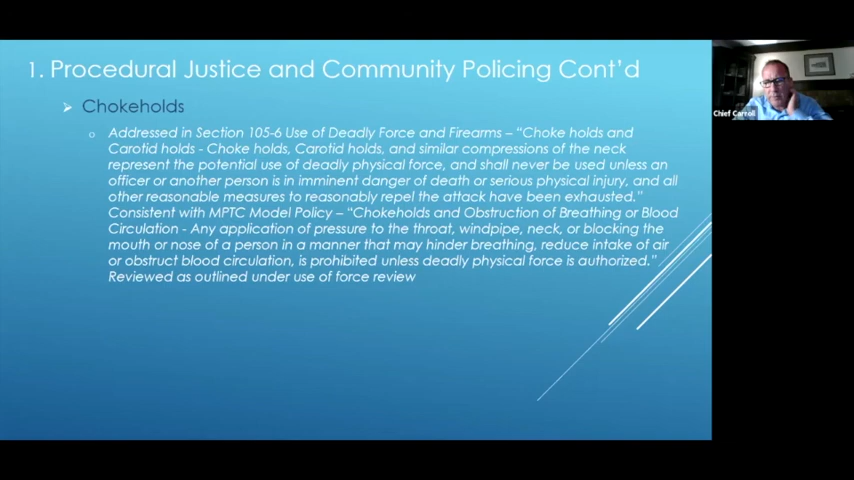 1. Procedural Justice and Community Policing Cont'd
Chokeholds
Addressed in Section 105-6 Use of Deadly Force and Firearms – "Choke holds and
Carotid holds - Choke holds, Carotid holds, and similar compressions of the neck
represent the potential use of deadly physical force, and shall never be used unless an
officer or another person is in imminent danger of death or serious physical injury, and all
other reasonable measures to reasonably repel the attack have been exhausted."
Consistent with MPTC Model Policy – "Chokeholds and Obstruction of Breathing or Blood
Circulation - Any application of pressure to the throat, windpipe, neck, or blocking the
mouth or nose of a person in a manner that may hinder breathing, reduce intake of air
or obstruct blood circulation, is prohibited unless deadly physical force is authorized."
Reviewed as outlined under use of force review
Chief Carroll